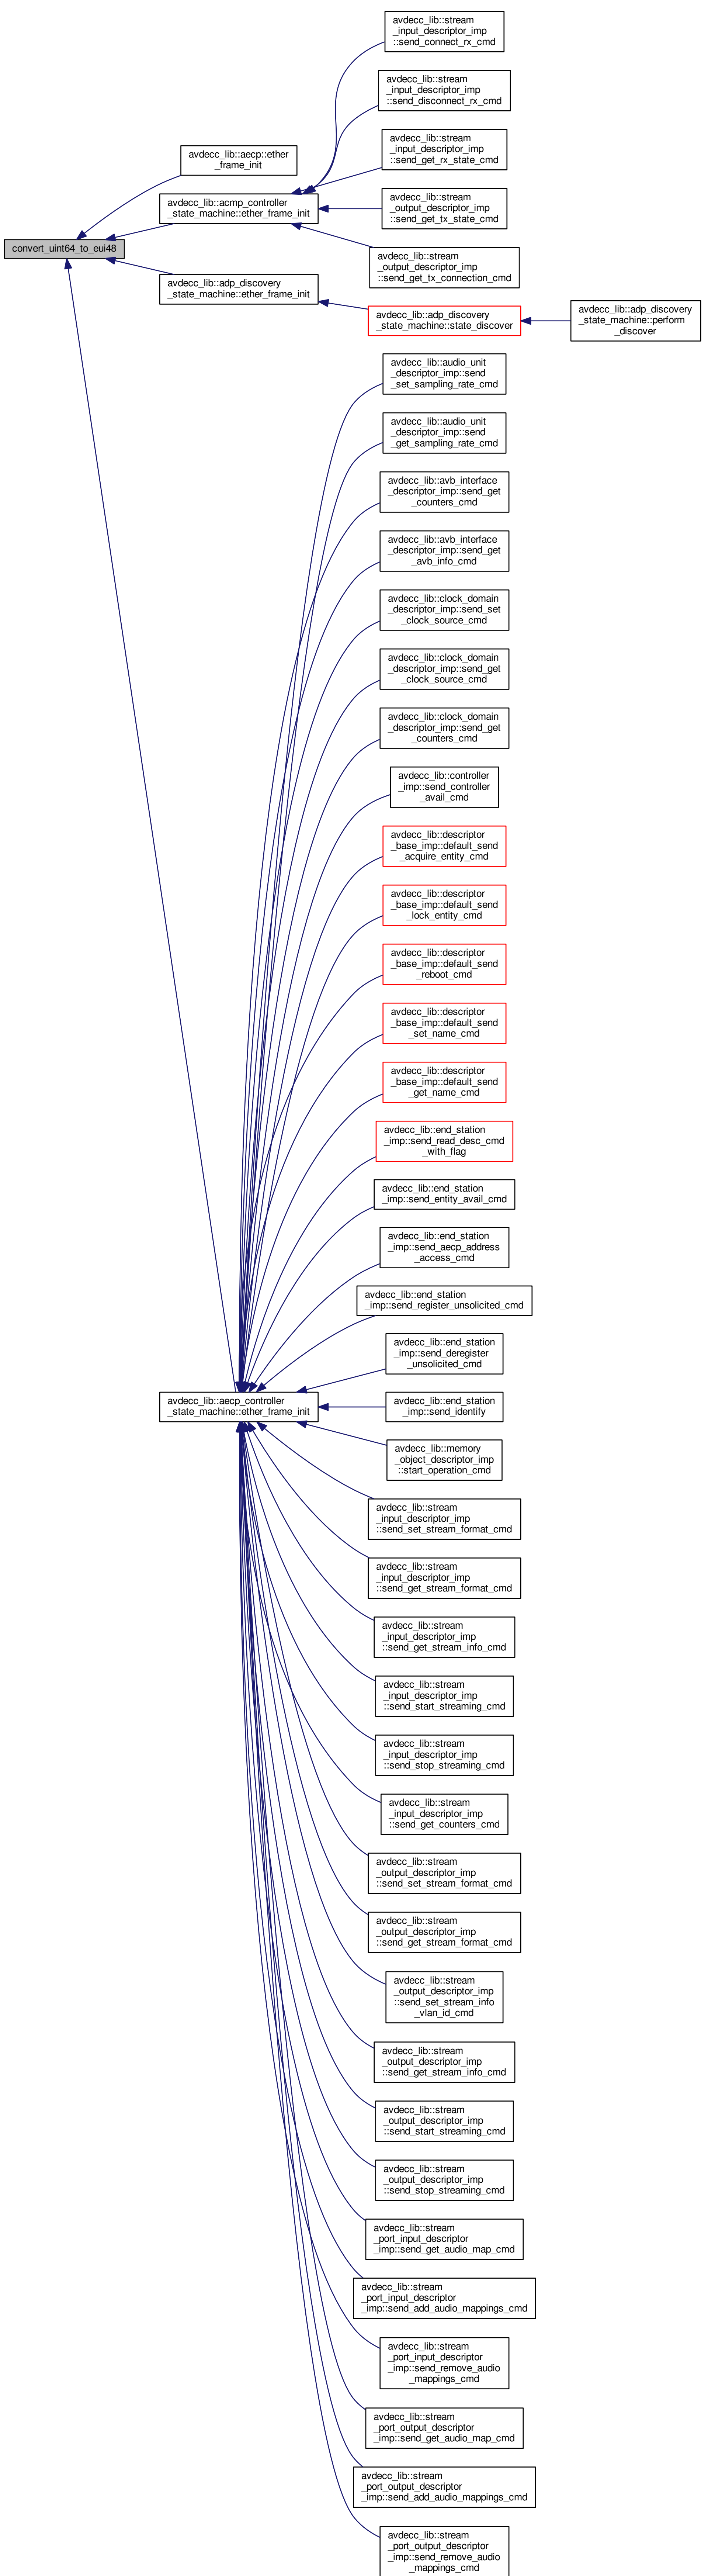 avdecc_lib::stream
_input_descriptor_imp
::send_connect_rx_cmd
avdecc_lib::stream
_input_descriptor_imp
::send_disconnect_rx_cmd
avdecc_lib::stream
_input_descriptor_imp
::send_get_rx_state_cmd
avdecc_lib::aecp::ether
_frame_init
avdecc_lib::acmp_controller
_state_machine::ether_frame_init
avdecc_lib::stream
_output_descriptor_imp
::send_get_tx_state_cmd
convert_uint64_to_eui48
avdecc_lib::stream
_output_descriptor_imp
::send_get_tx_connection_cmd
avdecc_lib::adp_discovery
_state_machine::ether_frame_init
avdecc_lib::adp_discovery
_state_machine::state_discover
avdecc_lib::adp_discovery
_state_machine::perform
_discover
avdecc_lib::audio_unit
_descriptor_imp::send
_set_sampling_rate_cmd
avdecc_lib::audio_unit
_descriptor_imp::send
_get_sampling_rate_cmd
avdecc_lib::avb_interface
_descriptor_imp::send_get
_counters_cmd
avdecc_lib::avb_interface
_descriptor_imp::send_get
_avb_info_cmd
avdecc_lib::clock_domain
_descriptor_imp::send_set
_clock_source_cmd
avdecc_lib::clock_domain
_descriptor_imp::send_get
_clock_source_cmd
avdecc_lib::clock_domain
_descriptor_imp::send_get
_counters_cmd
avdecc_lib::controller
_imp::send_controller
_avail_cmd
avdecc_lib::descriptor
_base_imp::default_send
_acquire_entity_cmd
avdecc_lib::descriptor
_base_imp::default_send
_lock_entity_cmd
avdecc_lib::descriptor
_base_imp::default_send
_reboot_cmd
avdecc_lib::descriptor
_base_imp::default_send
_set_name_cmd
avdecc_lib::descriptor
_base_imp::default_send
_get_name_cmd
avdecc_lib::end_station
_imp::send_read_desc_cmd
_with_flag
avdecc_lib::end_station
_imp::send_entity_avail_cmd
avdecc_lib::end_station
_imp::send_aecp_address
_access_cmd
avdecc_lib::end_station
_imp::send_register_unsolicited_cmd
avdecc_lib::end_station
_imp::send_deregister
_unsolicited_cmd
avdecc_lib::aecp_controller
_state_machine::ether_frame_init
avdecc_lib::end_station
_imp::send_identify
avdecc_lib::memory
_object_descriptor_imp
::start_operation_cmd
avdecc_lib::stream
_input_descriptor_imp
::send_set_stream_format_cmd
avdecc_lib::stream
_input_descriptor_imp
::send_get_stream_format_cmd
avdecc_lib::stream
_input_descriptor_imp
::send_get_stream_info_cmd
avdecc_lib::stream
_input_descriptor_imp
::send_start_streaming_cmd
avdecc_lib::stream
_input_descriptor_imp
::send_stop_streaming_cmd
avdecc_lib::stream
_input_descriptor_imp
::send_get_counters_cmd
avdecc_lib::stream
_output_descriptor_imp
::send_set_stream_format_cmd
avdecc_lib::stream
_output_descriptor_imp
::send_get_stream_format_cmd
avdecc_lib::stream
_output_descriptor_imp
::send_set_stream_info
_vlan_id_cmd
avdecc_lib::stream
_output_descriptor_imp
::send_get_stream_info_cmd
avdecc_lib::stream
_output_descriptor_imp
::send_start_streaming_cmd
avdecc_lib::stream
_output_descriptor_imp
::send_stop_streaming_cmd
avdecc_lib::stream
_port_input_descriptor
_imp::send_get_audio_map_cmd
avdecc_lib::stream
_port_input_descriptor
_imp::send_add_audio_mappings_cmd
avdecc_lib::stream
_port_input_descriptor
_imp::send_remove_audio
_mappings_cmd
avdecc_lib::stream
_port_output_descriptor
_imp::send_get_audio_map_cmd
avdecc_lib::stream
_port_output_descriptor
_imp::send_add_audio_mappings_cmd
avdecc_lib::stream
_port_output_descriptor
_imp::send_remove_audio
_mappings_cmd